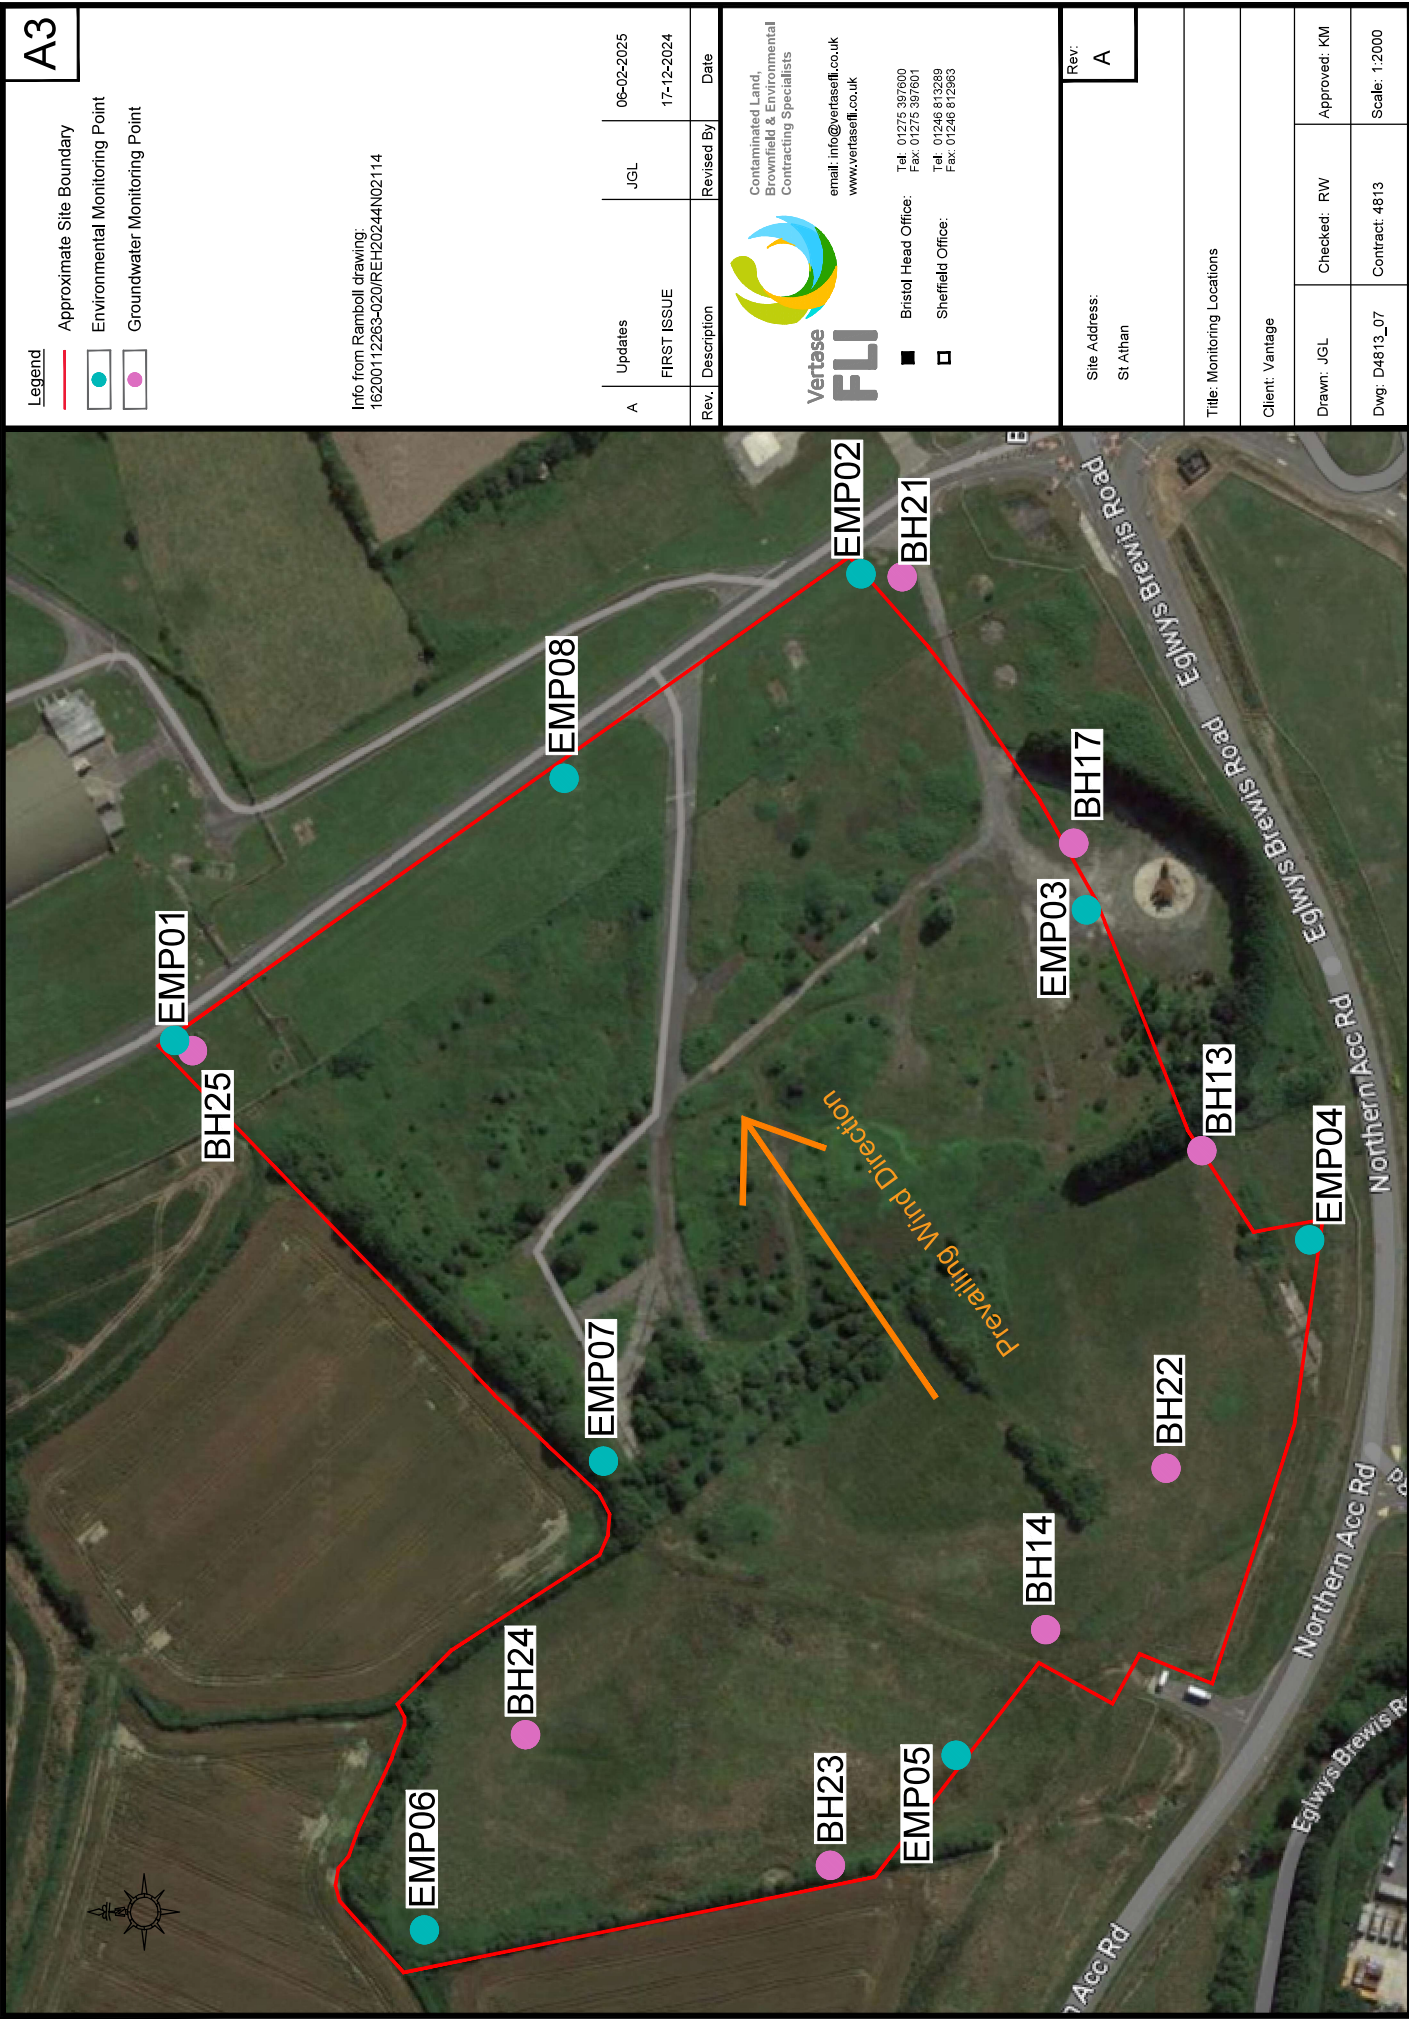 A3
Legend
Approximate Site Boundary
Environmental Monitoring Point
Groundwater Monitoring Point
Info from Ramboll drawing:
16200112263-020/REH20244N02114
A Updates JGL 06-02-2025
FIRST ISSUE 17-12-2024
Rev. Description Revised By Date
Vertase
FLI
Contaminated Land,
Brownfield & Environmental
Contracting Specialists
email: info@vertasefli.co.uk
www.vertasefli.co.uk
Bristol Head Office:
Tel: 01275 397600
Fax: 01275 397601
Sheffield Office:
Tel: 01246 813289
Fax: 01246 812963
Rev:
A
Site Address:
St Athan
Title: Monitoring Locations
Client: Vantage
Drawn: JGL Checked: RW Approved: KM
Dwg: D4813_07 Contract: 4813 Scale: 1:2000
EMP01
BH25
EMP08
EMP02
BH21
EMP07
BH17
EMP03
BH13
EMP04
BH22
BH14
BH24
EMP06
BH23
EMP05
Prevailing Wind Direction
Eglwys Brewis Road
Eglwys Brewis Road
Eglwys Brewis Road
Northern Acc Rd
Northern Acc Rd
Acc Rd
Eglwys Brewis R